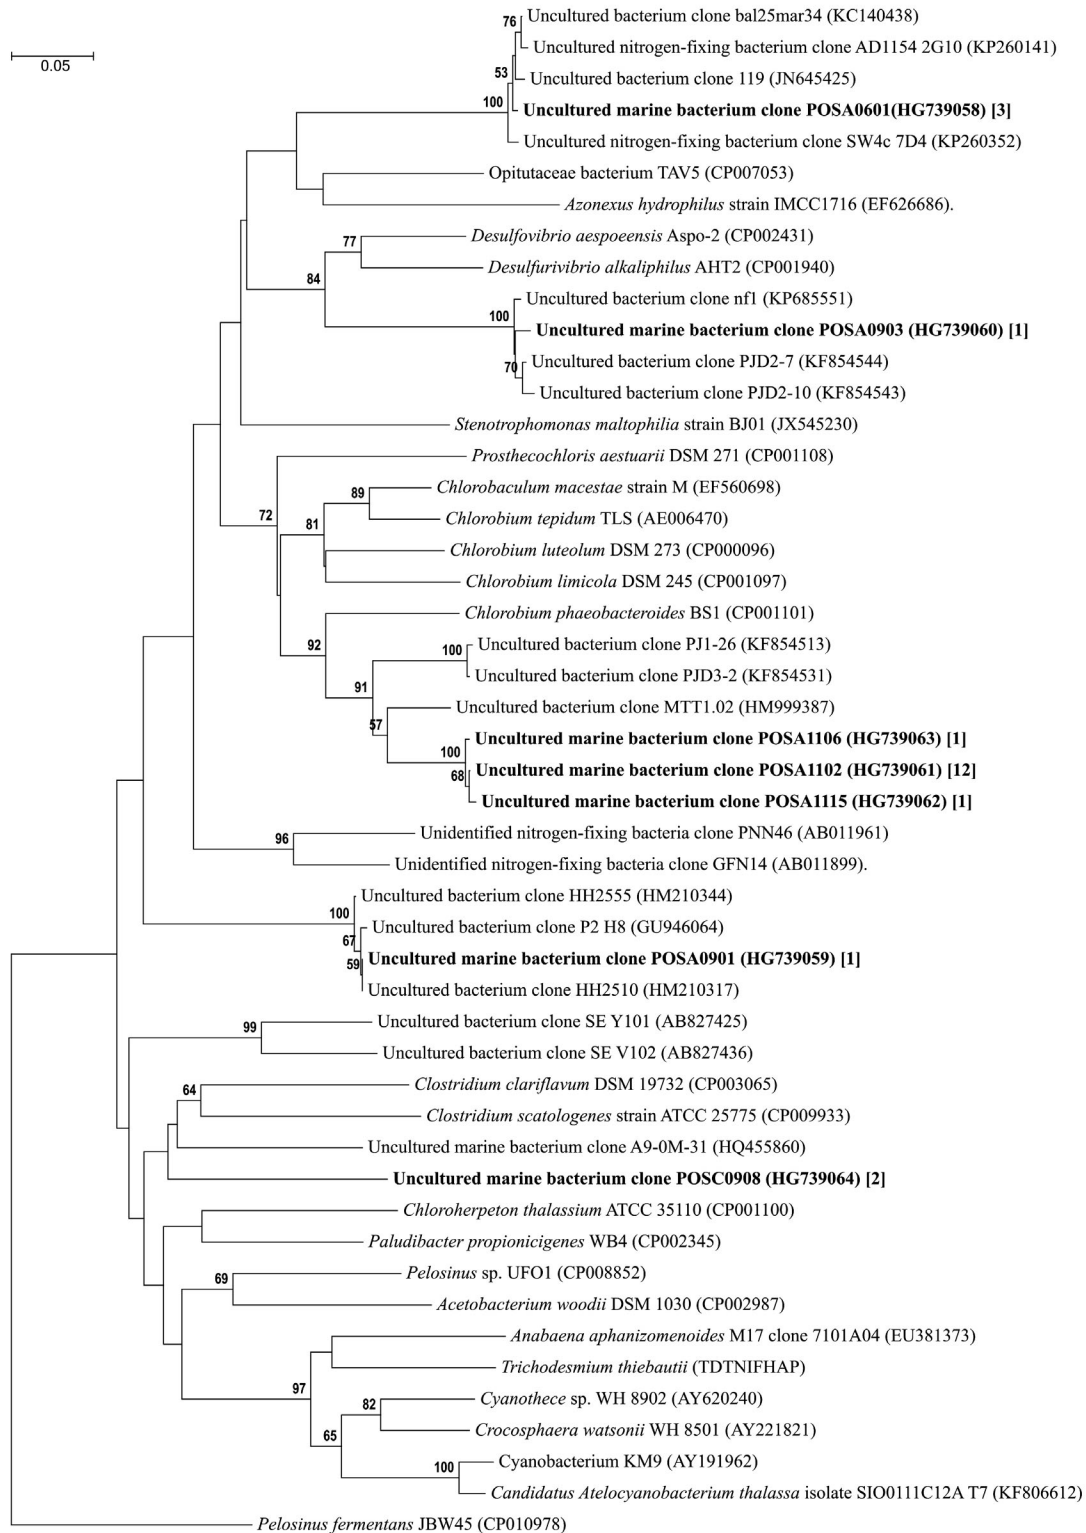 76
Uncultured bacterium clone bal25mar34 (KC140438)
Uncultured nitrogen-fixing bacterium clone AD1154 2G10 (KP260141)
0.05
53
Uncultured bacterium clone 119 (JN645425)
100
Uncultured marine bacterium clone POSA0601(HG739058) [3]
Uncultured nitrogen-fixing bacterium clone SW4c 7D4 (KP260352)
Opitutaceae bacterium TAV5 (CP007053)
Azonexus hydrophilus strain IMCC1716 (EF626686).
77
Desulfovibrio aespoeensis Aspo-2 (CP002431)
84
Desulfurivibrio alkaliphilus AHT2 (CP001940)
Uncultured bacterium clone nf1 (KP685551)
100
Uncultured marine bacterium clone POSA0903 (HG739060) [1]
70
Uncultured bacterium clone PJD2-7 (KF854544)
Uncultured bacterium clone PJD2-10 (KF854543)
Stenotrophomonas maltophilia strain BJ01 (JX545230)
Prosthecochloris aestuarii DSM 271 (CP001108)
89
Chlorobaculum macestae strain M (EF560698)
72
81
Chlorobium tepidum TLS (AE006470)
Chlorobium luteolum DSM 273 (CP000096)
Chlorobium limicola DSM 245 (CP001097)
Chlorobium phaeobacteroides BS1 (CP001101)
92
100
Uncultured bacterium clone PJ1-26 (KF854513)
Uncultured bacterium clone PJD3-2 (KF854531)
91
57
Uncultured bacterium clone MTT1.02 (HM999387)
100
Uncultured marine bacterium clone POSA1106 (HG739063) [1]
68
Uncultured marine bacterium clone POSA1102 (HG739061) [12]
Uncultured marine bacterium clone POSA1115 (HG739062) [1]
96
Unidentified nitrogen-fixing bacteria clone PNN46 (AB011961)
Unidentified nitrogen-fixing bacteria clone GFN14 (AB011899).
100
Uncultured bacterium clone HH2555 (HM210344)
67
Uncultured bacterium clone P2 H8 (GU946064)
59
Uncultured marine bacterium clone POSA0901 (HG739059) [1]
Uncultured bacterium clone HH2510 (HM210317)
99
Uncultured bacterium clone SE Y101 (AB827425)
Uncultured bacterium clone SE V102 (AB827436)
64
Clostridium clariflavum DSM 19732 (CP003065)
Clostridium scatologenes strain ATCC 25775 (CP009933)
Uncultured marine bacterium clone A9-0M-31 (HQ455860)
Uncultured marine bacterium clone POSC0908 (HG739064) [2]
Chloroherpeton thalassium ATCC 35110 (CP001100)
Paludibacter propionicigenes WB4 (CP002345)
69
Pelosinus sp. UFO1 (CP008852)
Acetobacterium woodii DSM 1030 (CP002987)
Anabaena aphanizomenoides M17 clone 7101A04 (EU381373)
97
Trichodesmium thiebautii (TDTNIFHAP)
82
Cyanothece sp. WH 8902 (AY620240)
65
Crocosphaera watsonii WH 8501 (AY221821)
100
Cyanobacterium KM9 (AY191962)
Candidatus Atelocyanobacterium thalassa isolate SIO0111C12A T7 (KF806612)
Pelosinus fermentans JBW45 (CP010978)